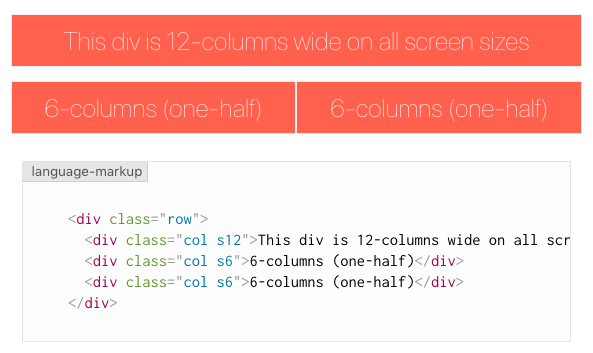 This div is 12-columns wide on all screen sizes
6-columns (one-half) 6-columns (one-half)
language-markup
<div class="row">
  <div class="col s12">This div is 12-columns wide on all scr
  <div class="col s6">6-columns (one-half)</div>
  <div class="col s6">6-columns (one-half)</div>
</div>